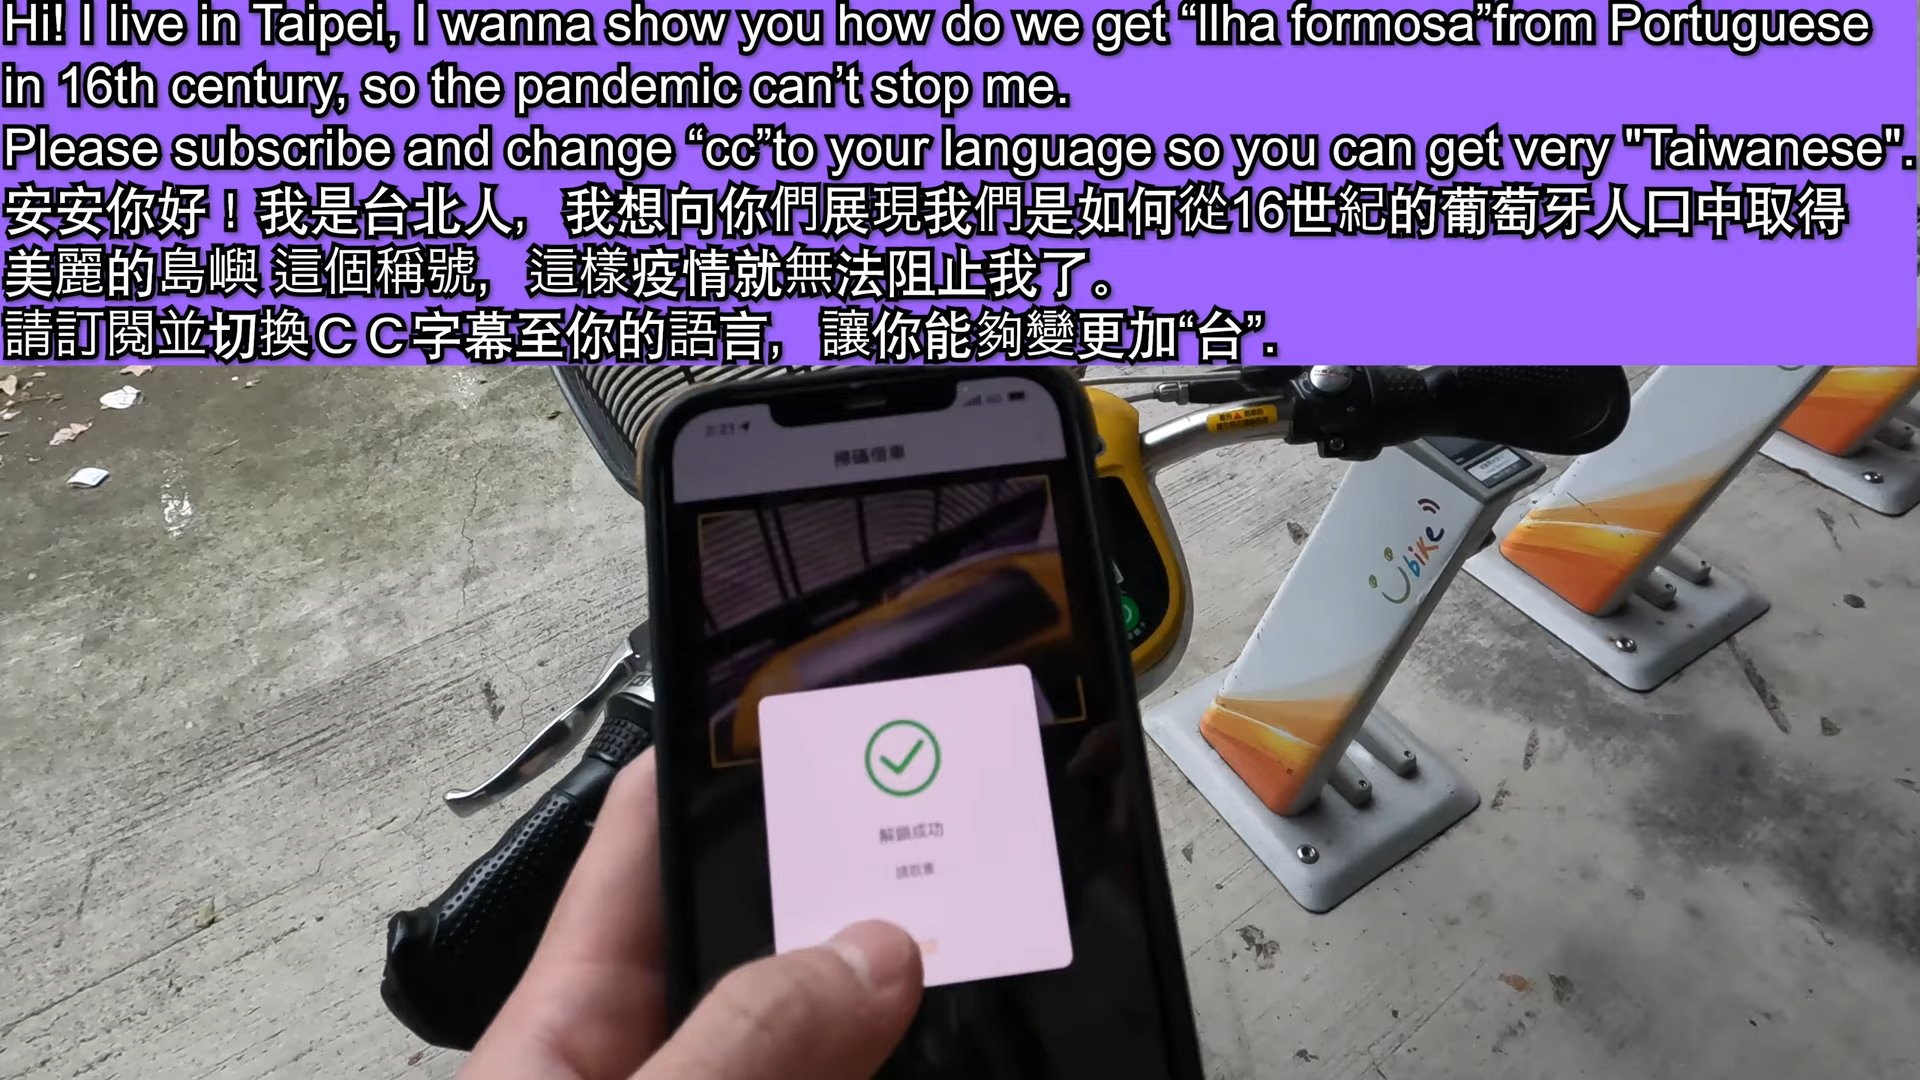 Hi! I live in Taipei, I wanna show you how do we get “Ilha formosa”from Portuguese
in 16th century, so the pandemic can’t stop me.
Please subscribe and change “cc”to your language so you can get very "Taiwanese".
安安你好！我是台北人，我想向你們展現我們是如何從16世紀的葡萄牙人口中取得
美麗的島嶼 這個稱號，這樣疫情就無法阻止我了。
請訂閱並切換ＣＣ字幕至你的語言，讓你能夠變更加“台”.
2:21
掃碼借車
解鎖成功
請取車
Ubike